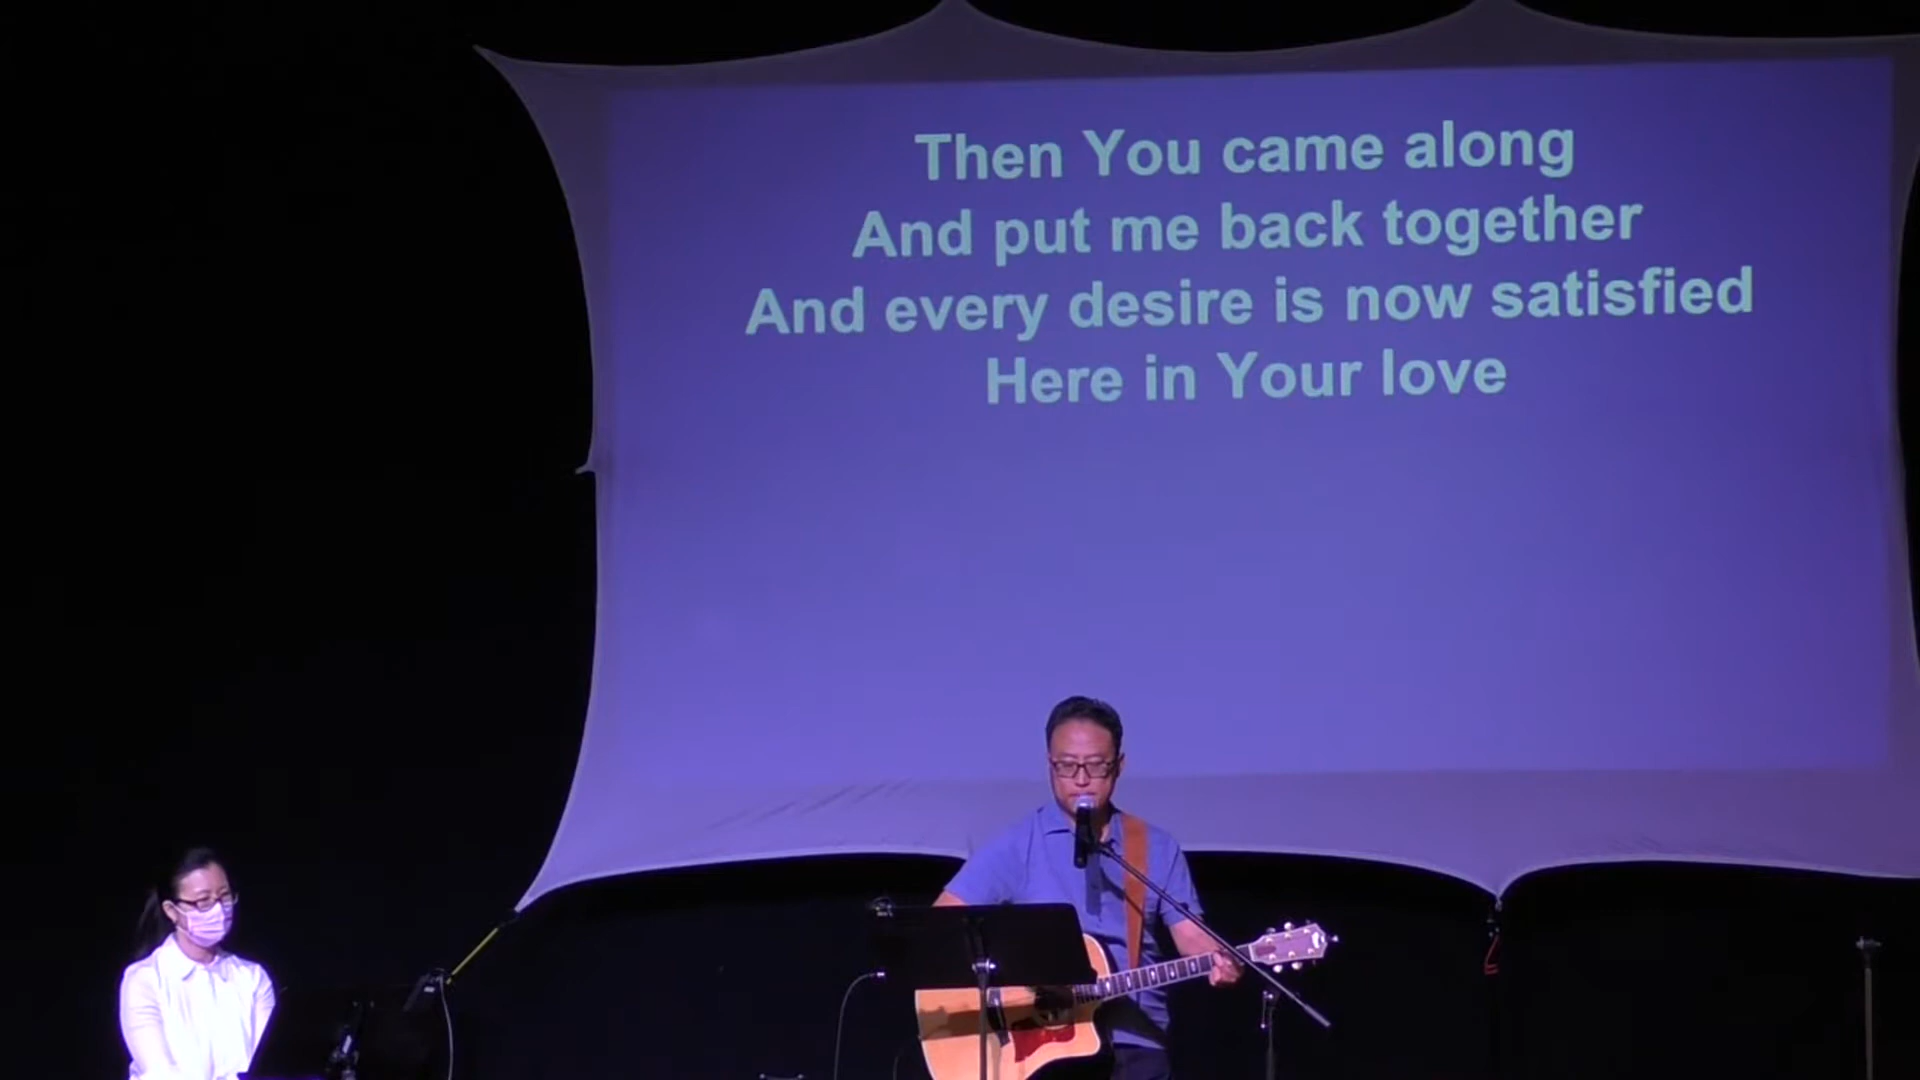 Then You came along
And put me back together
And every desire is now satisfied
Here in Your love